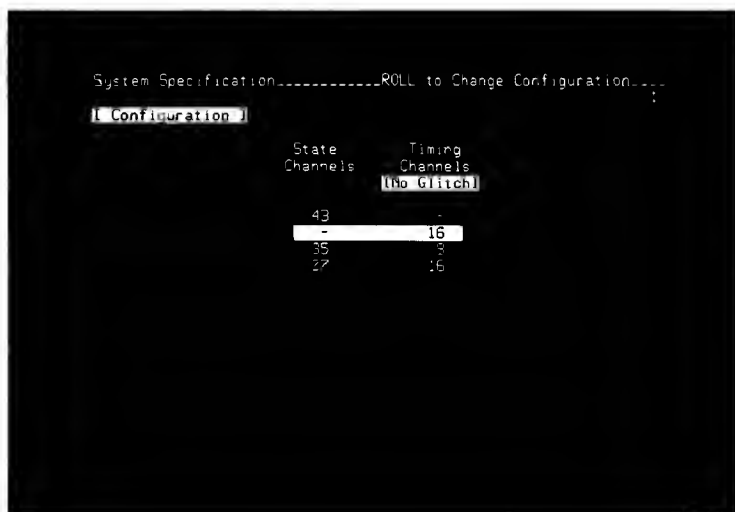 System Specification____________ROLL to Change Configuration____
[ Configuration ]
State Timing
Channels Channels
[No Glitch]
43 -
- 16
35 8
27 16